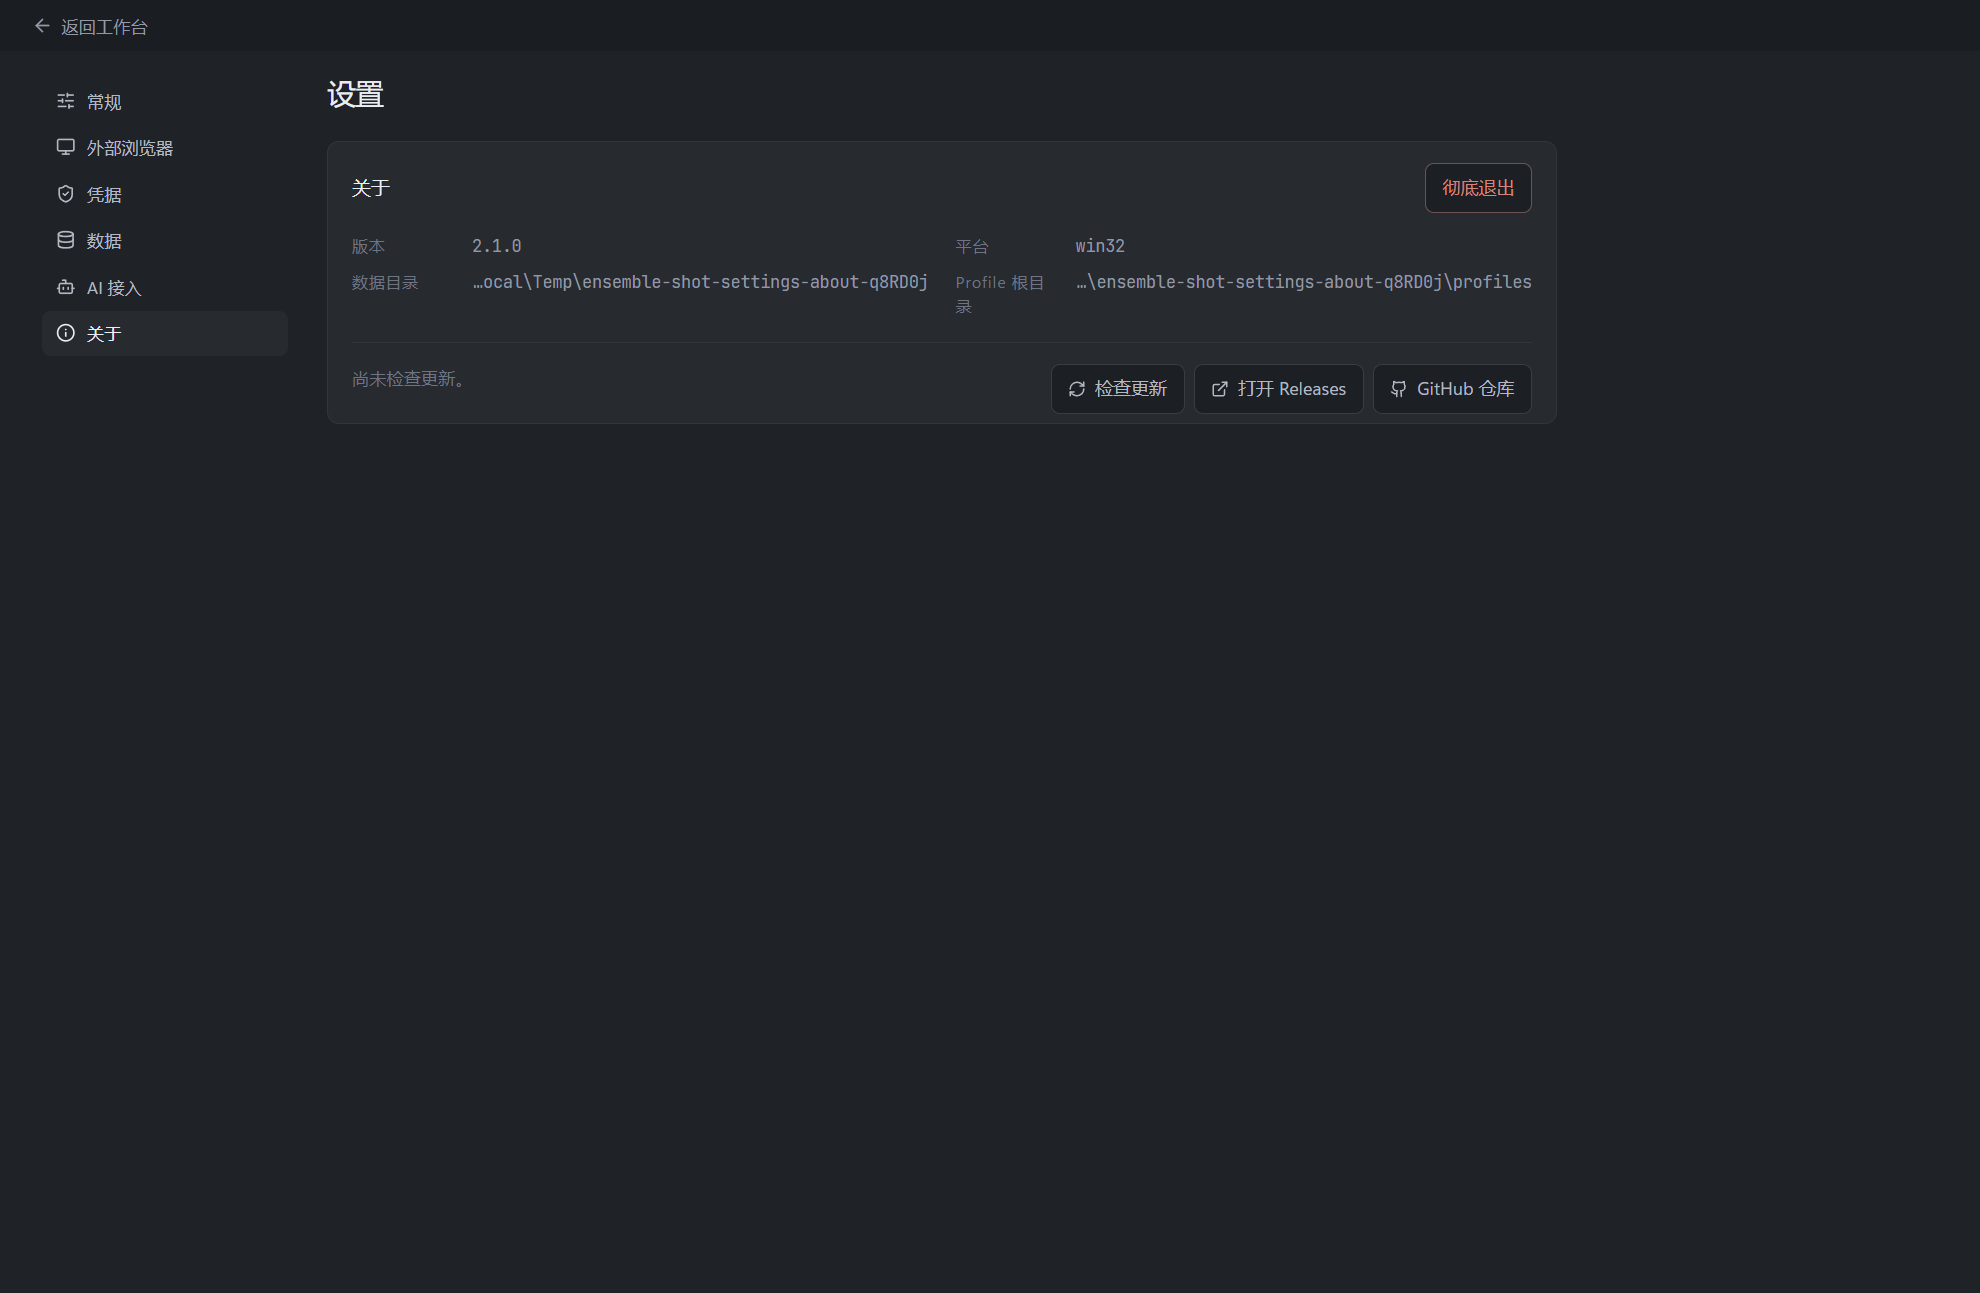 返回工作台
常规
外部浏览器
凭据
数据
AI 接入
关于
设置
关于
彻底退出
版本 2.1.0 平台 win32
数据目录 …ocal\Temp\ensemble-shot-settings-about-q8RD0j Profile 根目录 …\ensemble-shot-settings-about-q8RD0j\profiles
尚未检查更新。
检查更新 打开 Releases GitHub 仓库